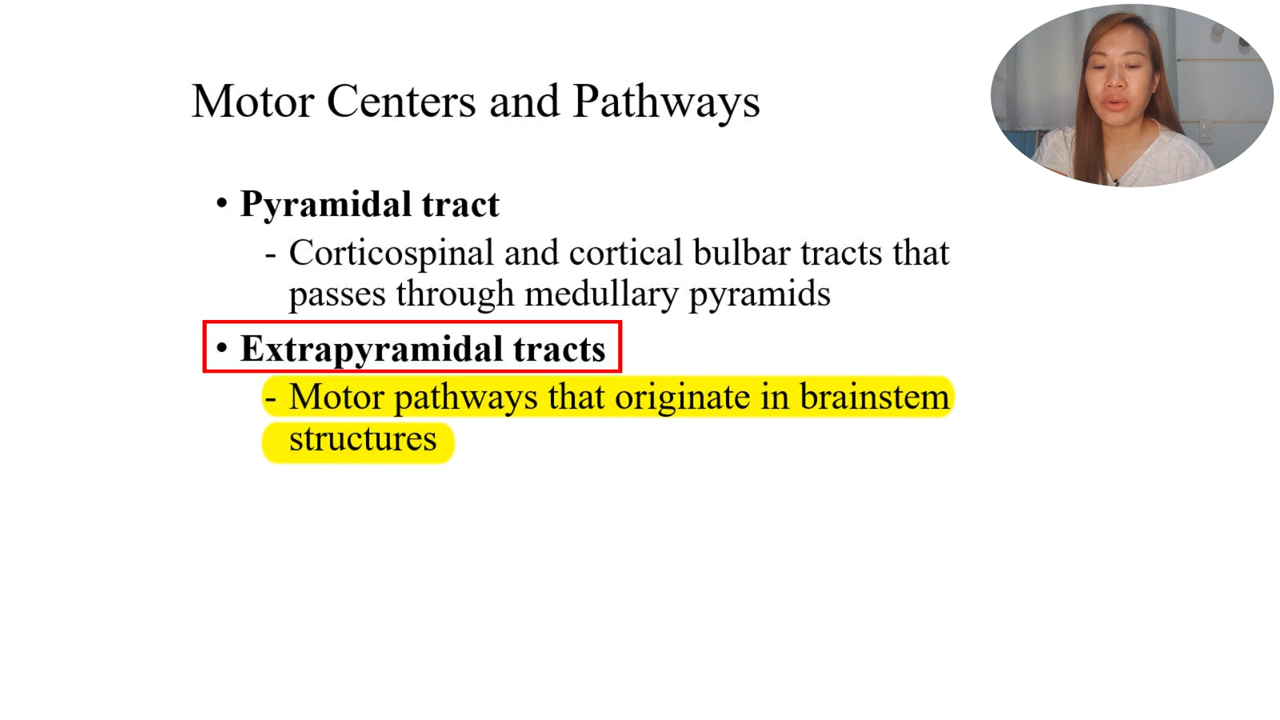 Motor Centers and Pathways
• Pyramidal tract
- Corticospinal and cortical bulbar tracts that
passes through medullary pyramids
• Extrapyramidal tracts
- Motor pathways that originate in brainstem
structures